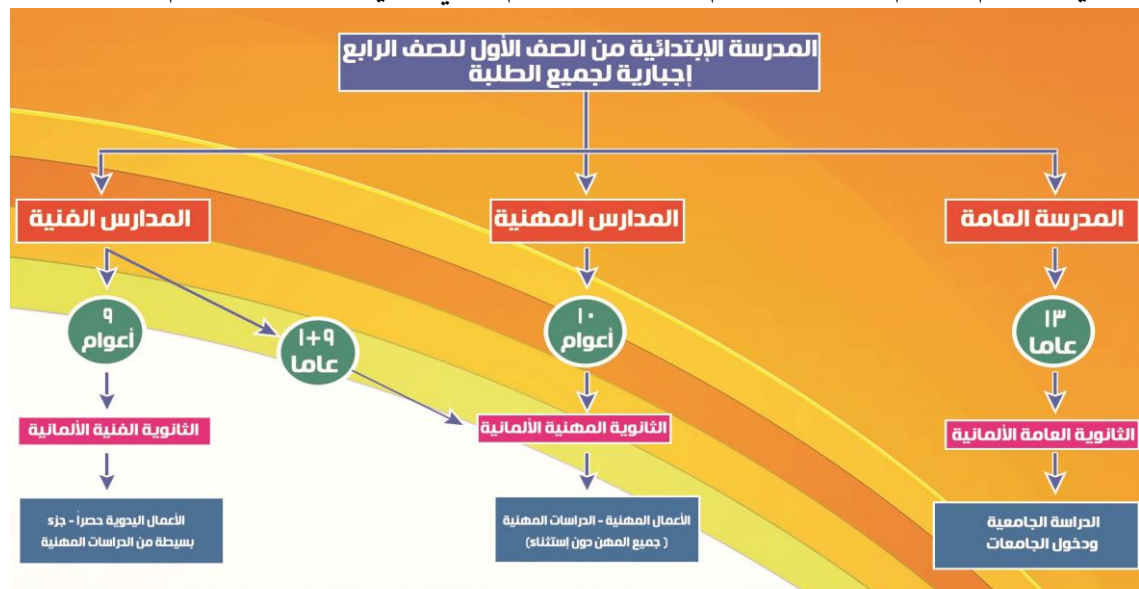 المدرسة الإبتدائية من الصف الأول للصف الرابع
إجبارية لجميع الطلبة
المدرسة العامة
المدارس المهنية
المدارس الفنية
١٣
عاما
١٠
أعوام
٩+١
عاما
٩
أعوام
الثانوية العامة الألمانية
الثانوية المهنية الألمانية
الثانوية الفنية الألمانية
الدراسة الجامعية
ودخول الجامعات
الأعمال المهنية - الدراسات المهنية
( جميع المهن دون إستثناء)
الأعمال اليدوية حصراً - جزء
بسيطة من الدراسات المهنية